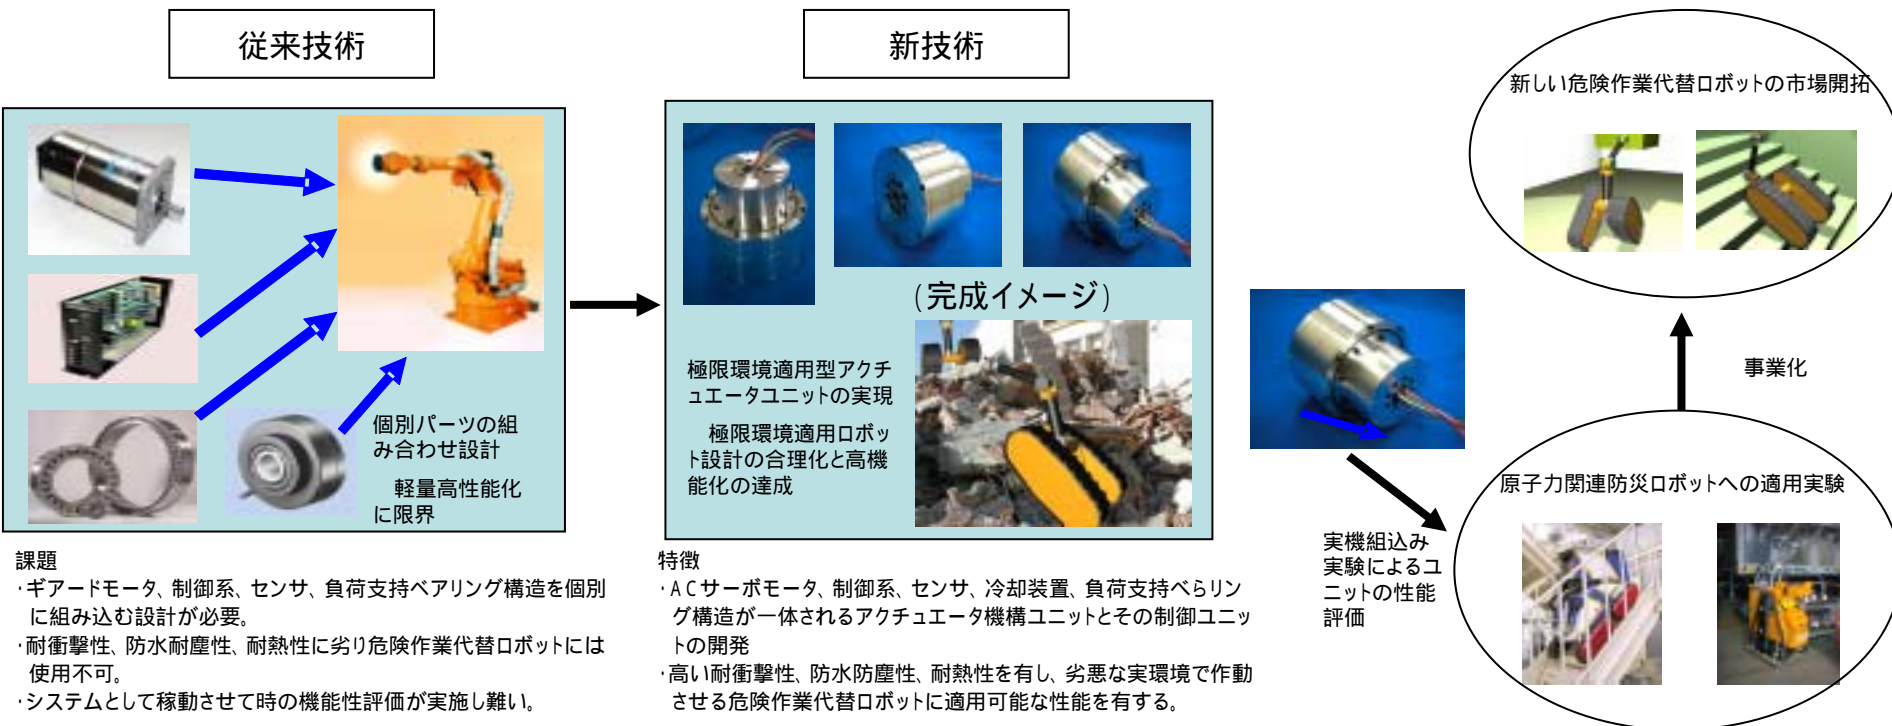 従来技術
個別パーツの組
み合わせ設計
軽量高性能化
に限界
課題
・ギアードモータ、制御系、センサ、負荷支持ベアリング構造を個別
に組み込む設計が必要。
・耐衝撃性、防水耐塵性、耐熱性に劣り危険作業代替ロボットには
使用不可。
・システムとして稼動させて時の機能性評価が実施し難い。
新技術
(完成イメージ)
極限環境適用型アクチ
ュエータユニットの実現
極限環境適用ロボッ
ト設計の合理化と高機
能化の達成
特徴
・ACサーボモータ、制御系、センサ、冷却装置、負荷支持べらリン
グ構造が一体されるアクチュエータ機構ユニットとその制御ユニッ
トの開発
・高い耐衝撃性、防水防塵性、耐熱性を有し、劣悪な実環境で作動
させる危険作業代替ロボットに適用可能な性能を有する。
新しい危険作業代替ロボットの市場開拓
事業化
原子力関連防災ロボットへの適用実験
実機組込み
実験によるユ
ニットの性能
評価